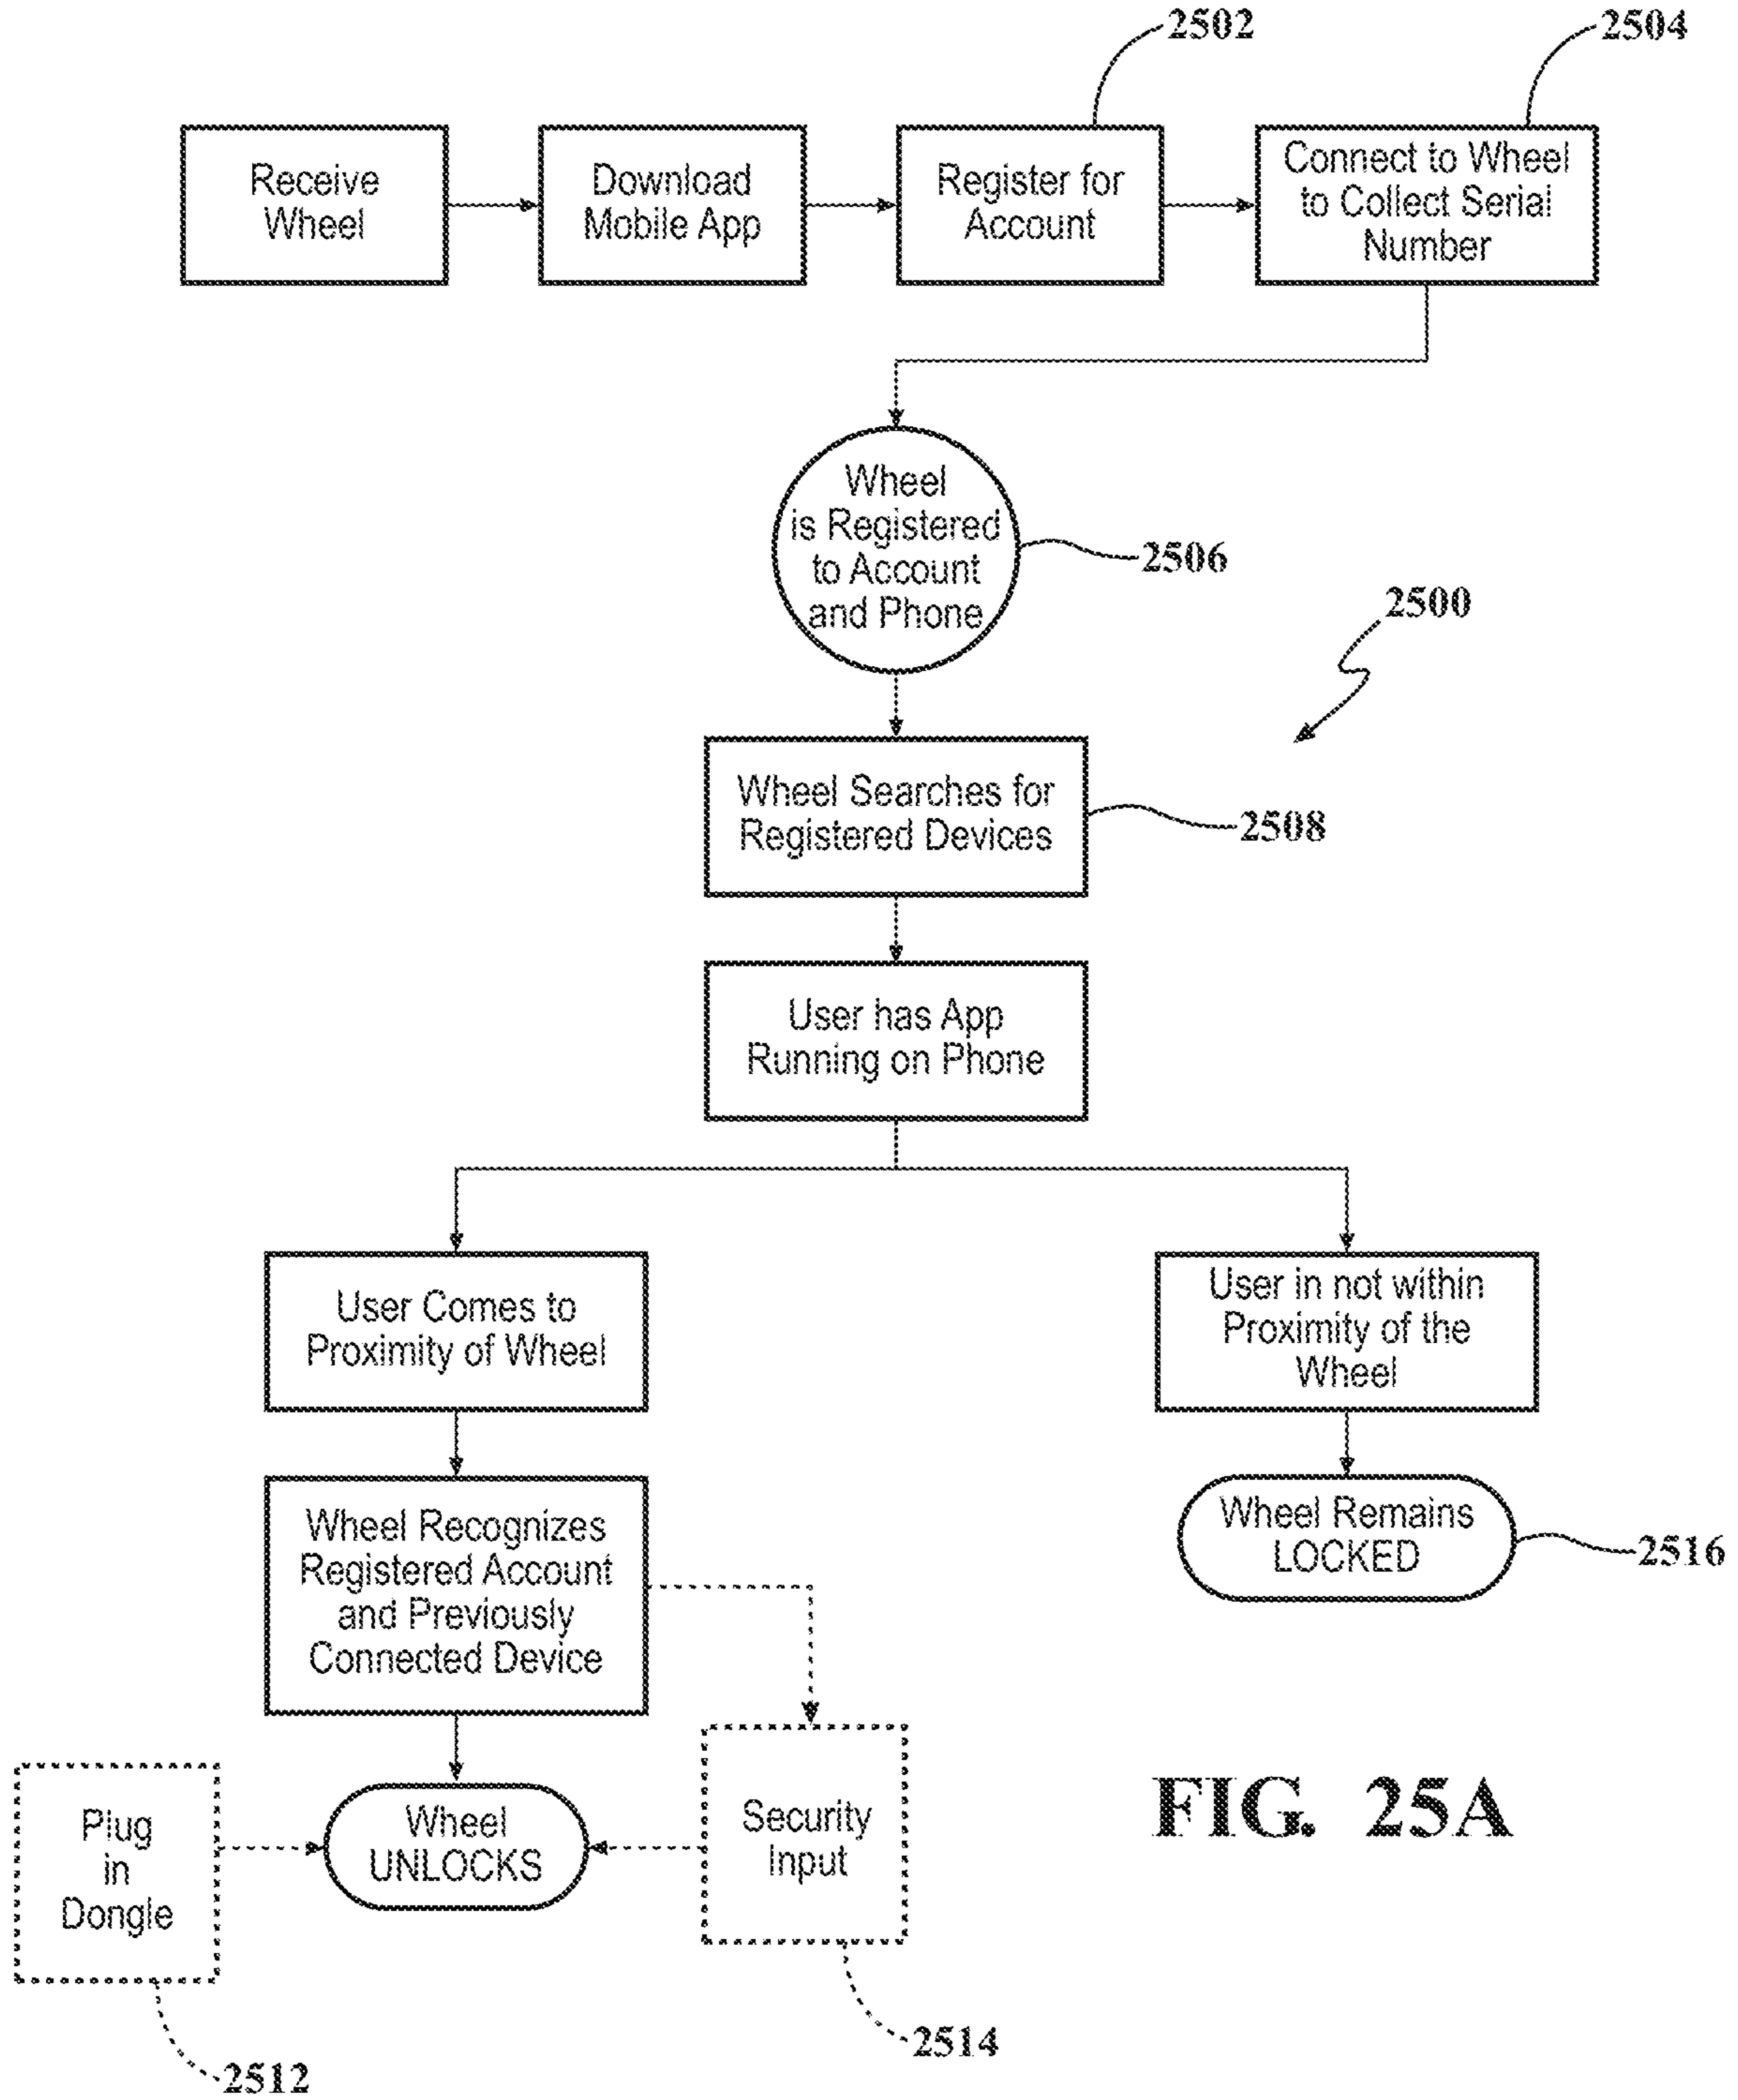 2502
2504
Receive
Wheel
Download
Mobile App
Register for
Account
Connect to Wheel
to Collect Serial
Number
Wheel
is Registered
to Account
and Phone
2506
2500
Wheel Searches for
Registered Devices
2508
User has App
Running on Phone
User Comes to
Proximity of Wheel
User in not within
Proximity of the
Wheel
Wheel Recognizes
Registered Account
and Previously
Connected Device
Wheel Remains
LOCKED
2516
Plug
in
Dongle
Wheel
UNLOCKS
Security
Input
FIG. 25A
2512
2514